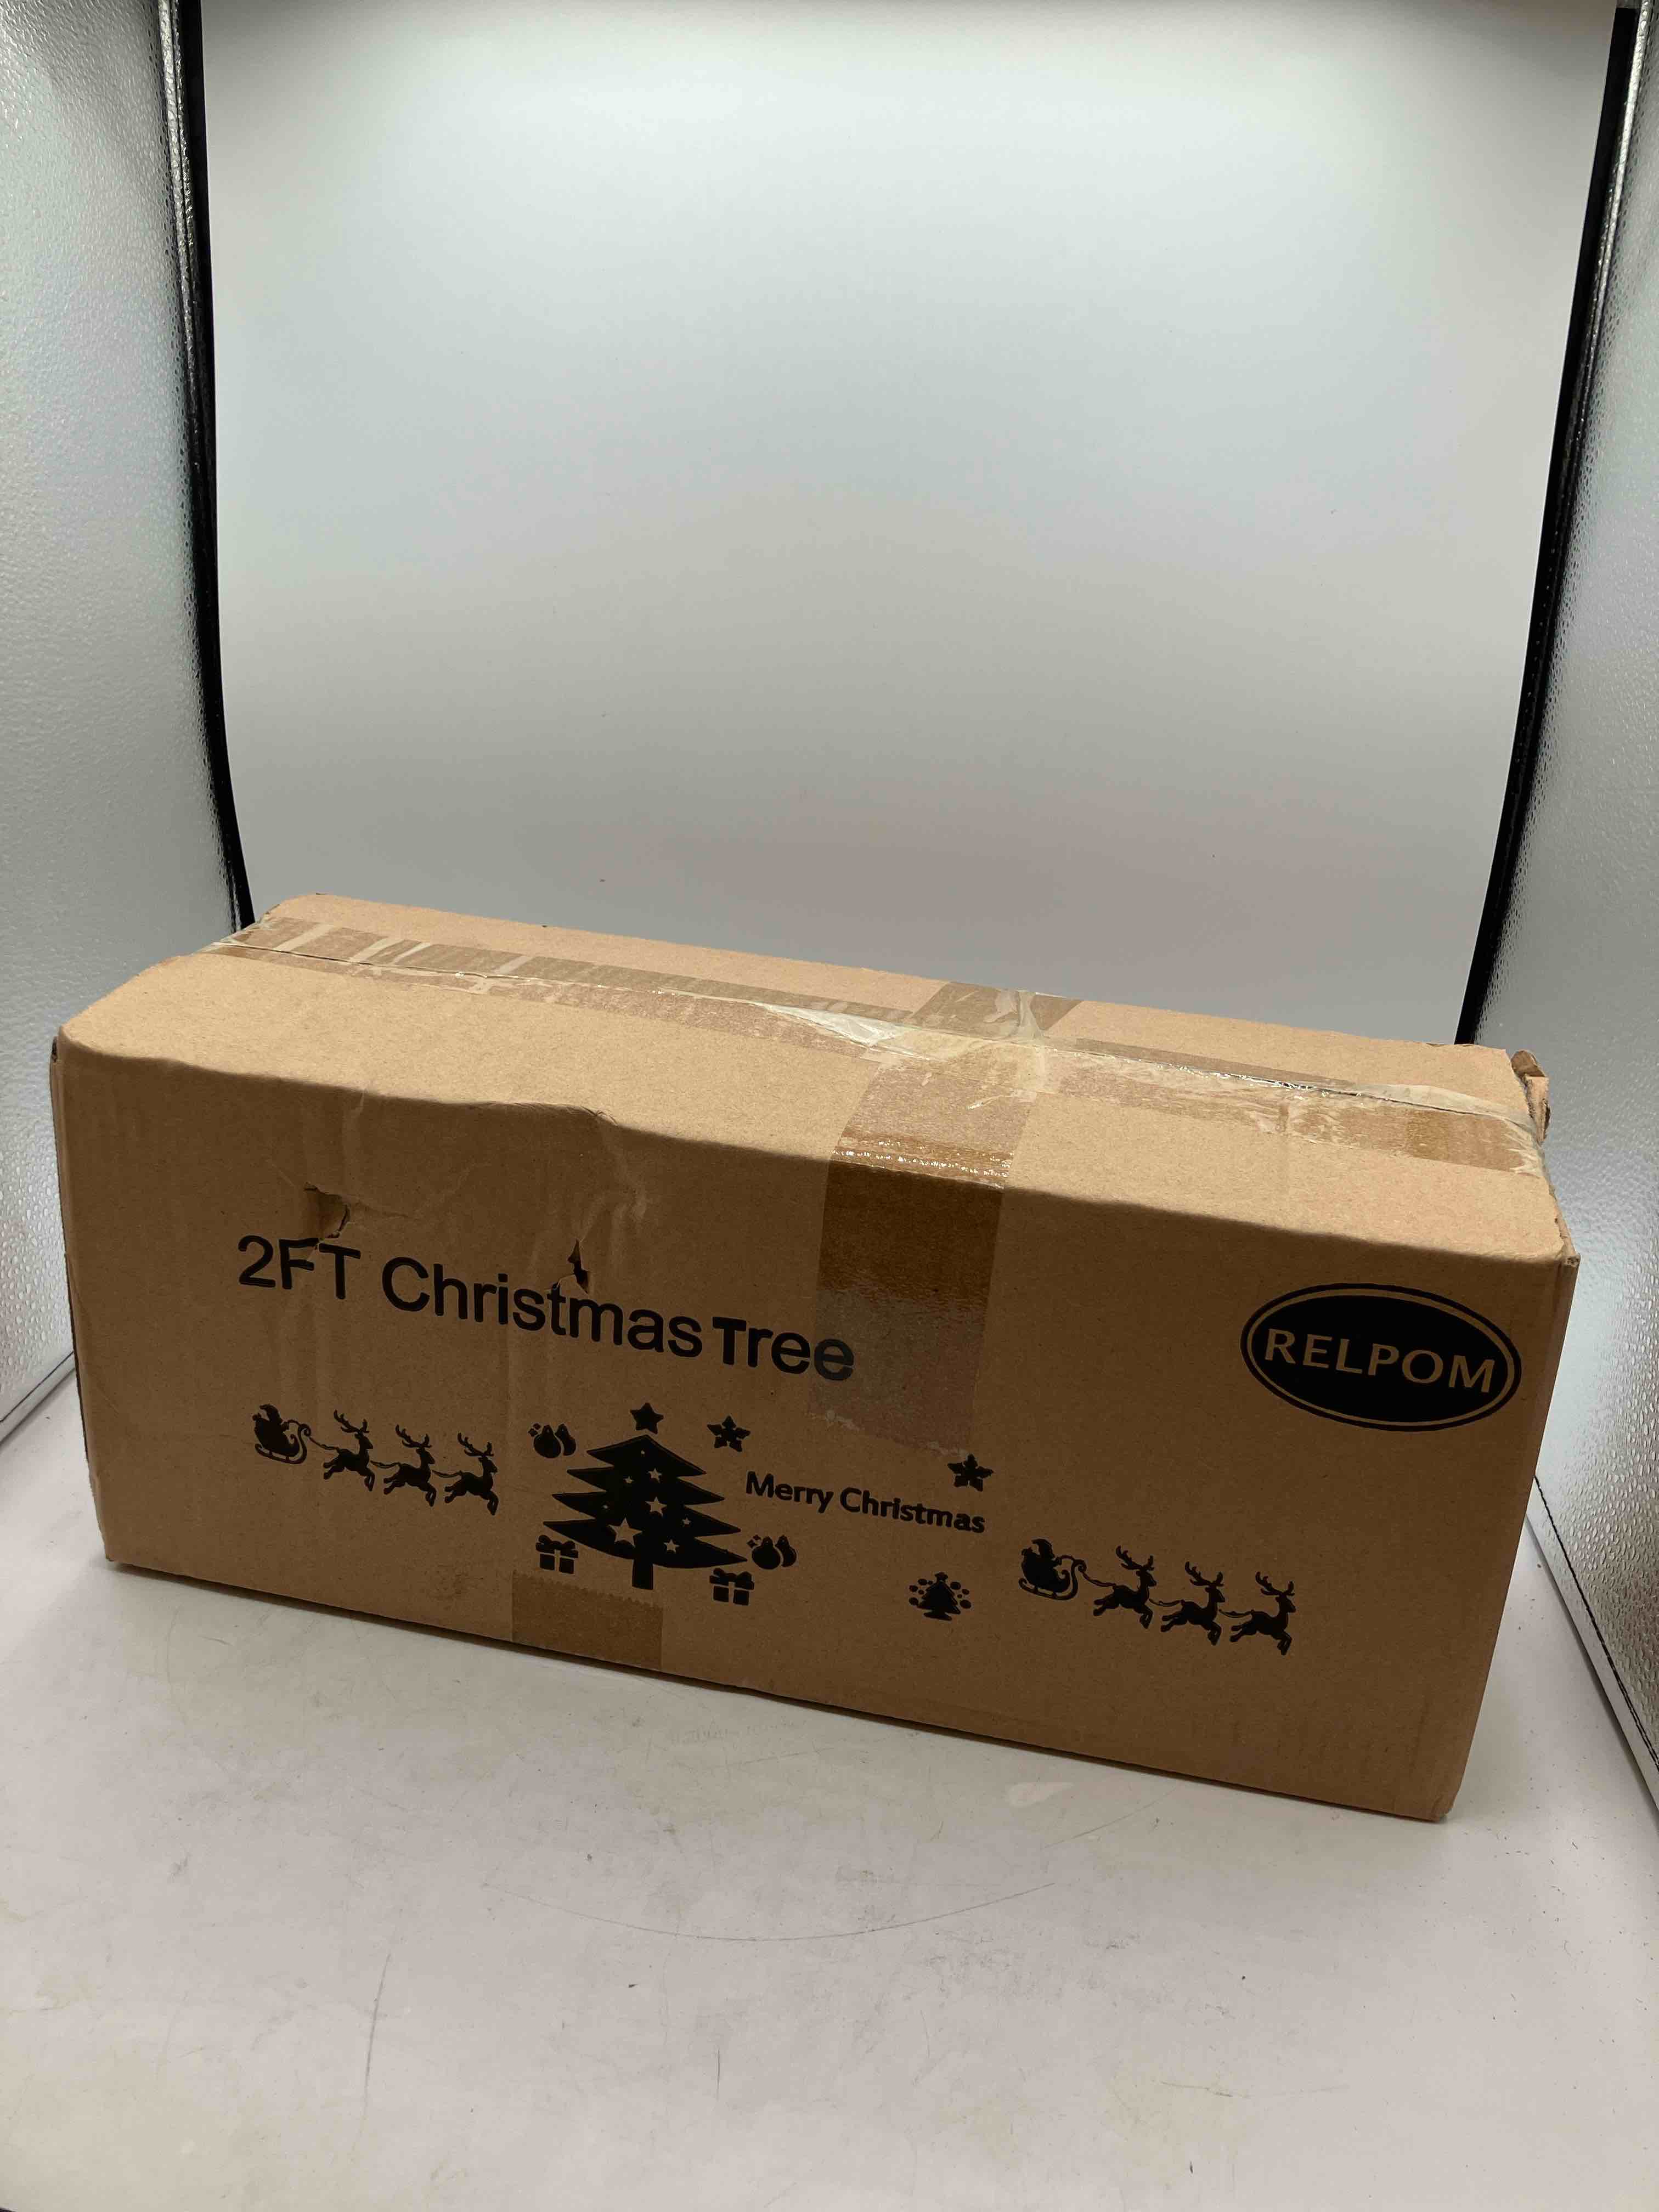 2FT Christmas Tree
RELPOM
Merry Christmas